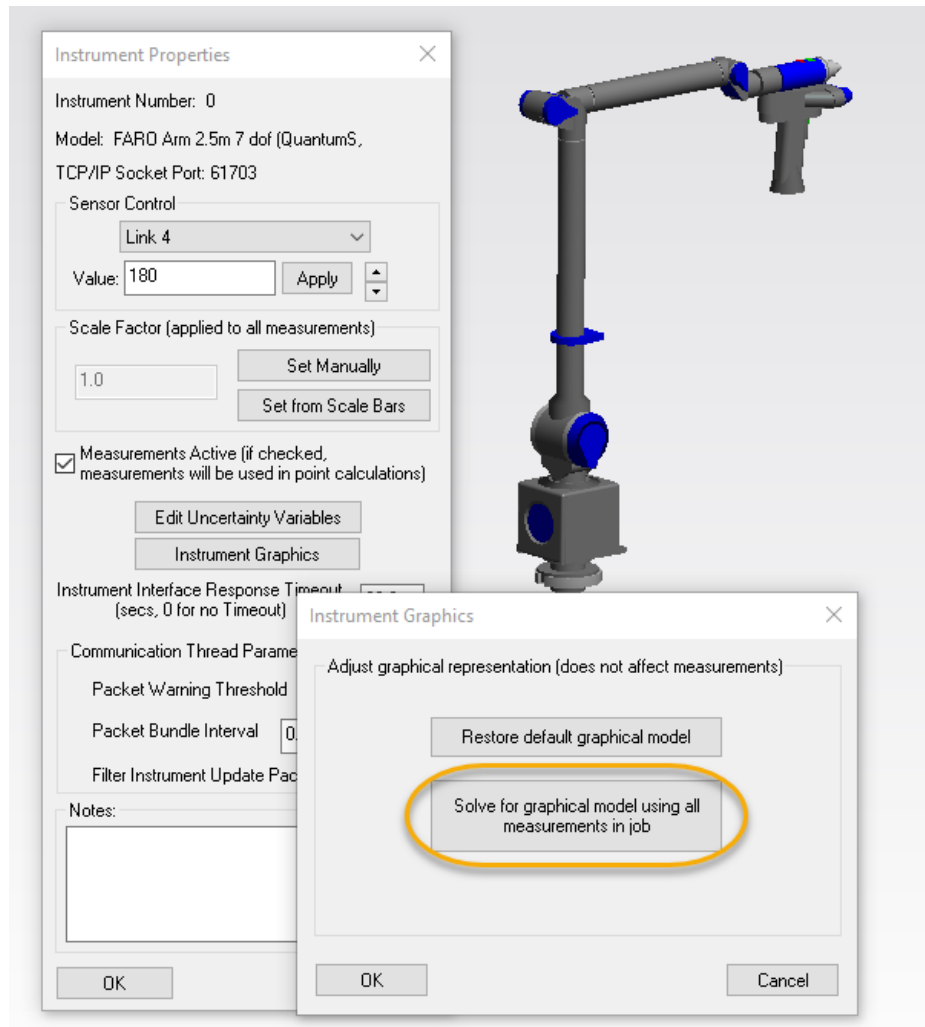 Instrument Properties
Instrument Number: 0
Model: FARO Arm 2.5m 7 dof (QuantumS,
TCP/IP Socket Port: 61703
Sensor Control
Link 4
Value: 180 Apply
Scale Factor (applied to all measurements)
1.0
Set Manually
Set from Scale Bars
Measurements Active (if checked,
measurements will be used in point calculations)
Edit Uncertainty Variables
Instrument Graphics
Instrument Interface Response Timeout
(secs, 0 for no Timeout)
Communication Thread Parame
Packet Warning Threshold
Packet Bundle Interval 0.
Filter Instrument Update Pac
Notes:
OK
Instrument Graphics
Adjust graphical representation (does not affect measurements)
Restore default graphical model
Solve for graphical model using all
measurements in job
OK Cancel